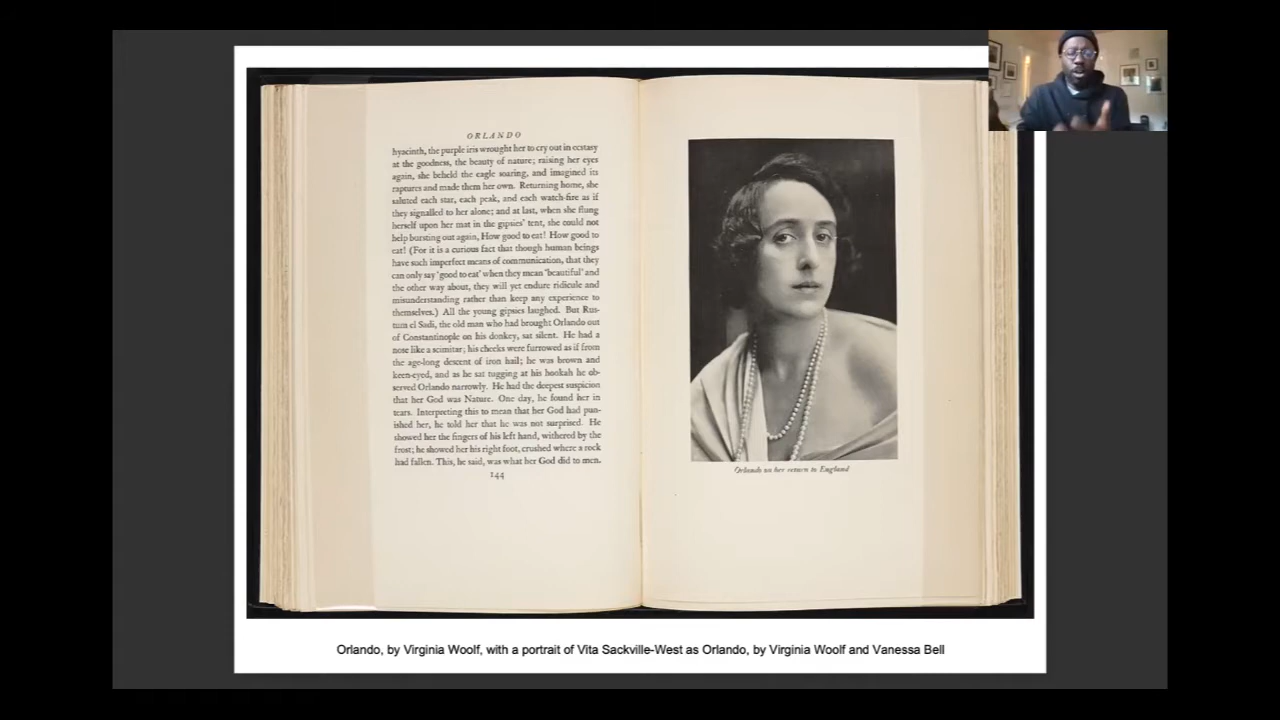 ORLANDO
hyacinth, the purple iris wrought her to cry out in ecstasy
at the goodness, the beauty of nature; raising her eyes
again, she beheld the eagle soaring, and imagined its
raptures and made them her own. Returning home, she
saluted each star, each peak, and each watch-fire as if
they signalled to her alone; and at last, when she flung
herself upon her mat in the gipsies' tent, she could not
help bursting out again, How good to eat! How good to
eat! (For it is a curious fact that though human beings
have such imperfect means of communication, that they
can only say 'good to eat' when they mean 'beautiful' and
the other way about, they will yet endure ridicule and
misunderstanding rather than keep any experience to
themselves.) All the young gipsies laughed. But Rus-
tum el Sadi, the old man who had brought Orlando out
of Constantinople on his donkey, sat silent. He had a
nose like a scimitar; his cheeks were furrowed as if from
the age-long descent of iron hail; he was brown and
keen-eyed, and as he sat tugging at his hookah he ob-
served Orlando narrowly. He had the deepest suspicion
that her God was Nature. One day, he found her in
tears. Interpreting this to mean that her God had pun-
ished her, he told her that he was not surprised. He
showed her the fingers of his left hand, withered by the
frost; he showed her his right foot, crushed where a rock
had fallen. This, he said, was what her God did to men.
144
Orlando on her return to England
Orlando, by Virginia Woolf, with a portrait of Vita Sackville-West as Orlando, by Virginia Woolf and Vanessa Bell